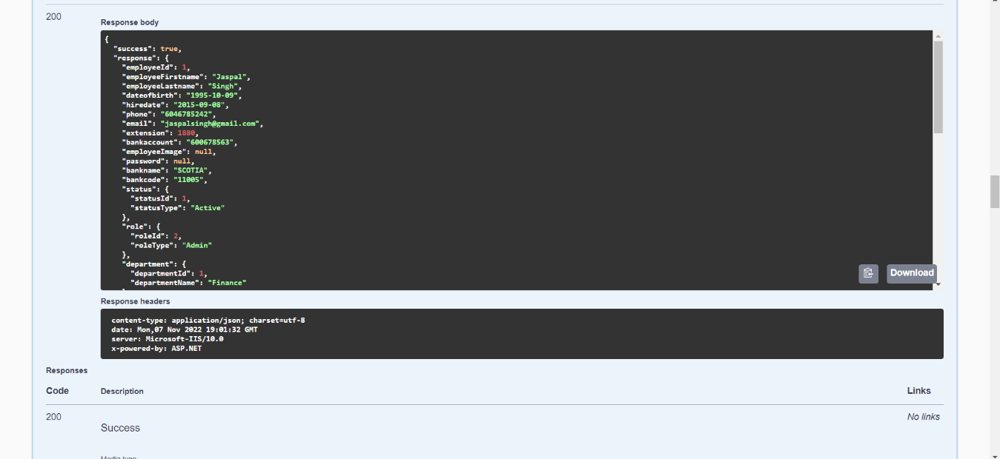 200
Response body
{
"success": true,
"response": {
"employeeId": 1,
"employeeFirstname": "Jaspal",
"employeeLastname": "Singh",
"dateofbirth": "1995-10-09",
"hiredate": "2015-09-08",
"phone": "6046785242",
"email": "jaspalsingh@gmail.com",
"extension": 1880,
"bankaccount": "600678563",
"employeeImage": null,
"password": null,
"bankname": "SCOTIA",
"bankcode": "11005",
"status": {
"statusId": 1,
"statusType": "Active"
},
"role": {
"roleId": 2,
"roleType": "Admin"
},
"department": {
"departmentId": 1,
"departmentName": "Finance"
Download
Response headers
content-type: application/json; charset=utf-8
date: Mon,07 Nov 2022 19:01:32 GMT
server: Microsoft-IIS/10.0
x-powered-by: ASP.NET
Responses
Code Description Links
200 Success No links
Media type